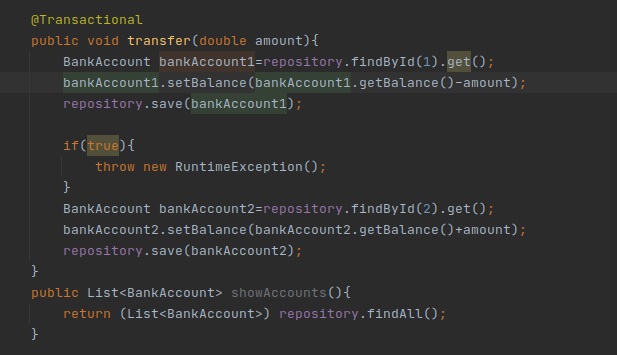 @Transactional
public void transfer(double amount){
BankAccount bankAccount1=repository.findById(1).get();
bankAccount1.setBalance(bankAccount1.getBalance()-amount);
repository.save(bankAccount1);
if(true){
throw new RuntimeException();
}
BankAccount bankAccount2=repository.findById(2).get();
bankAccount2.setBalance(bankAccount2.getBalance()+amount);
repository.save(bankAccount2);
}
public List<BankAccount> showAccounts(){
return (List<BankAccount>) repository.findAll();
}